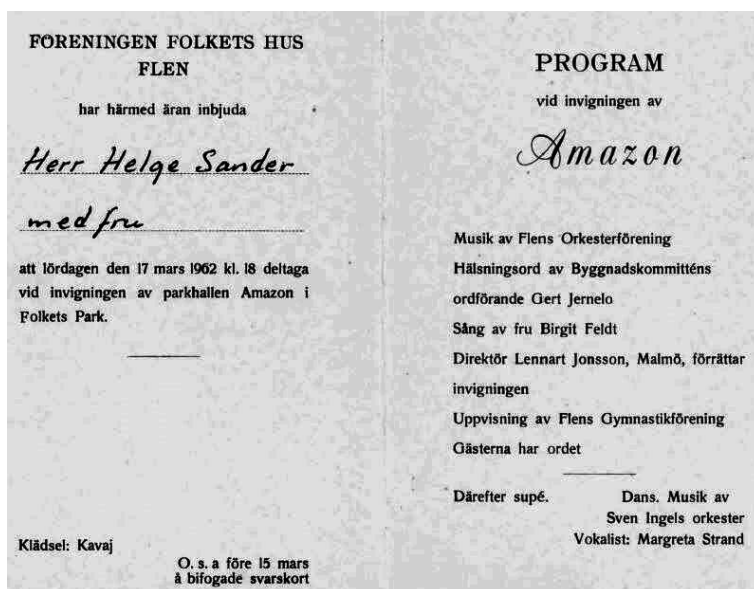 FÖRENINGEN FOLKETS HUS
FLEN
har härmed äran inbjuda
Herr Helge Sander
med fru
att lördagen den 17 mars 1962 kl. 18 deltaga
vid invigningen av parkhallen Amazon i
Folkets Park.
Klädsel: Kavaj
O. s. a före 15 mars
å bifogade svarskort
PROGRAM
vid invigningen av
Amazon
Musik av Flens Orkesterförening
Hälsningsord av Byggnadskommitténs
ordförande Gert Jernelo
Sång av fru Birgit Feldt
Direktör Lennart Jonsson, Malmö, förrättar
invigningen
Uppvisning av Flens Gymnastikförening
Gästerna har ordet
Därefter supé. Dans. Musik av
Sven Ingels orkester
Vokalist: Margreta Strand